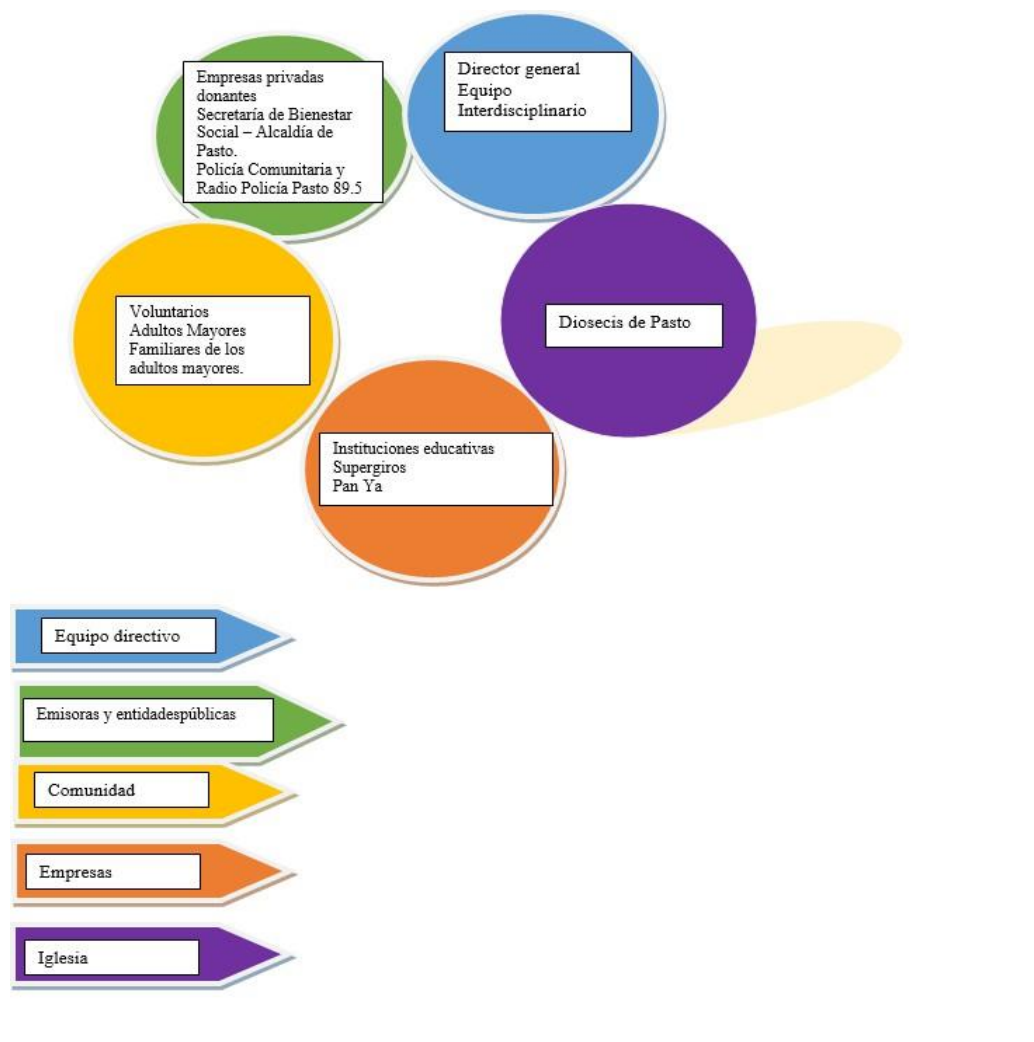 Empresas privadas
donantes
Secretaría de Bienestar
Social – Alcaldía de
Pasto.
Policía Comunitaria y
Radio Policía Pasto 89.5
Director general
Equipo
Interdisciplinario
Voluntarios
Adultos Mayores
Familiares de los
adultos mayores.
Diosecis de Pasto
Instituciones educativas
Supergiros
Pan Ya
Equipo directivo
Emisoras y entidadespúblicas
Comunidad
Empresas
Iglesia